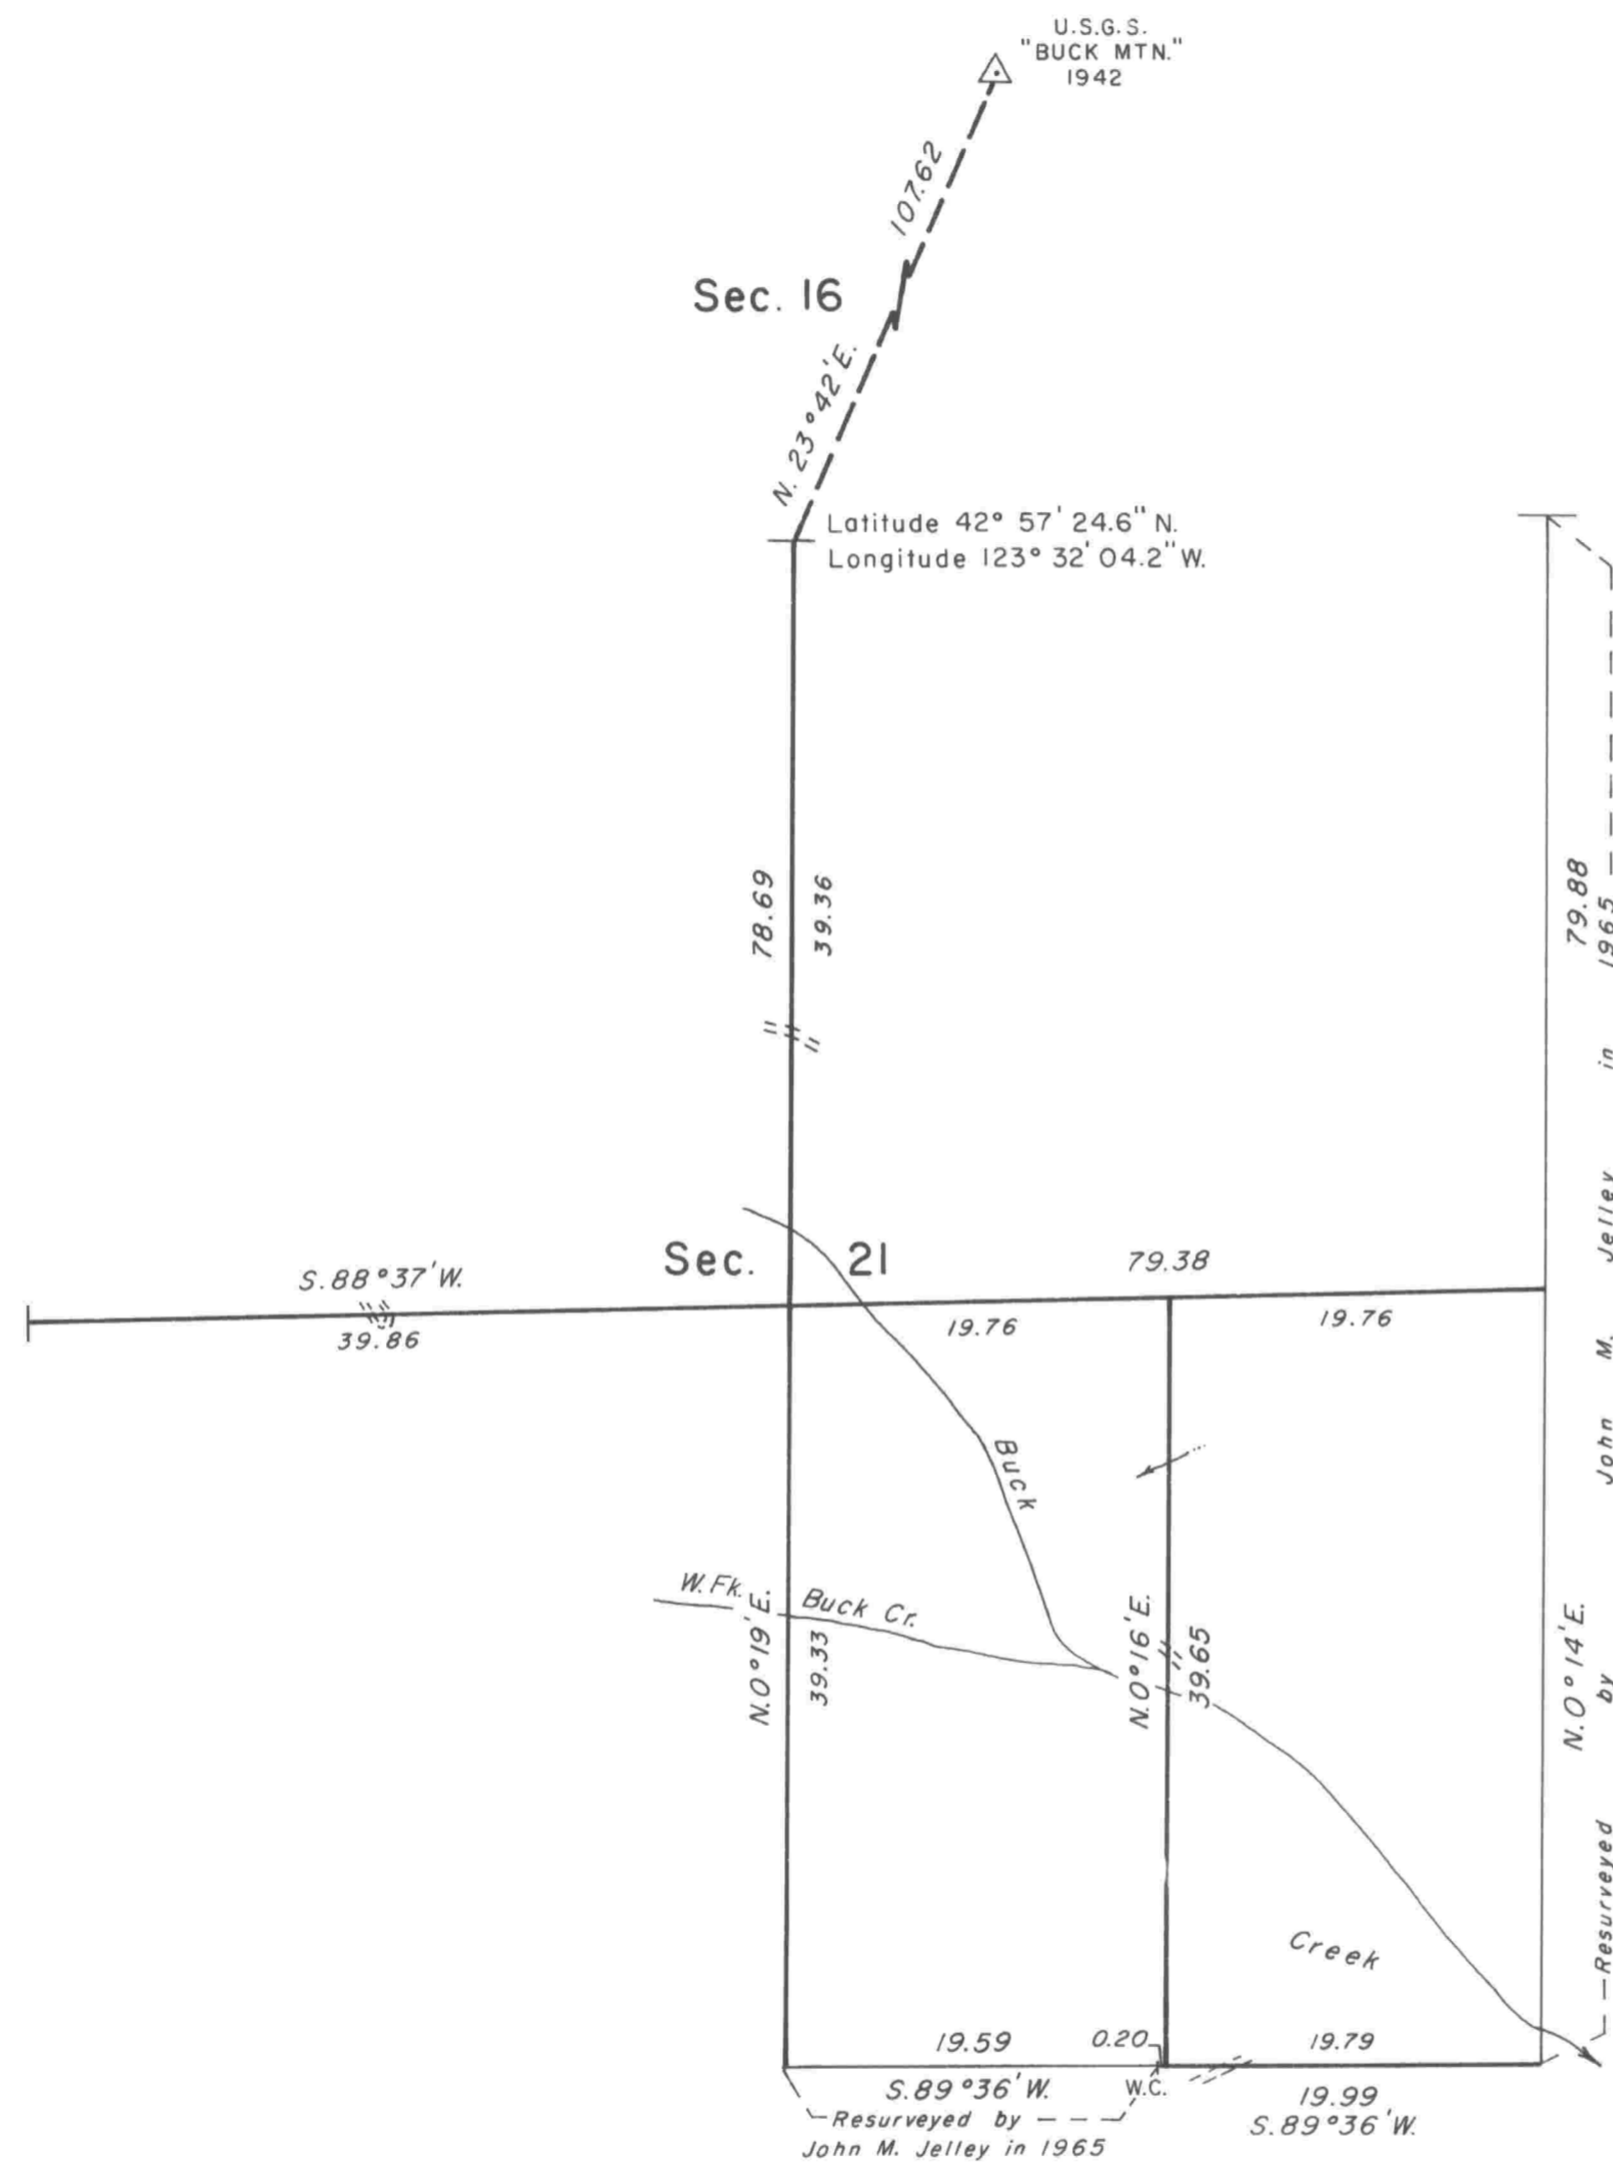 U.S.G.S.
"BUCK MTN."
1942
107.62
Sec. 16
N. 23°42'E.
Latitude 42° 57' 24.6" N.
Longitude 123° 32' 04.2" W.
78.69
39.36
79.88
Resurveyed by John M. Jelley in 1965
Sec. 21
S.88°37'W.
39.86
79.38
19.76
19.76
Buck
W. Fk. Buck Cr.
N.0°19'E.
39.33
N.0°16'E.
39.65
N.0°14'E.
Creek
19.59
0.20
19.79
S.89°36'W.
W.C.
19.99
S.89°36'W.
Resurveyed by
John M. Jelley in 1965